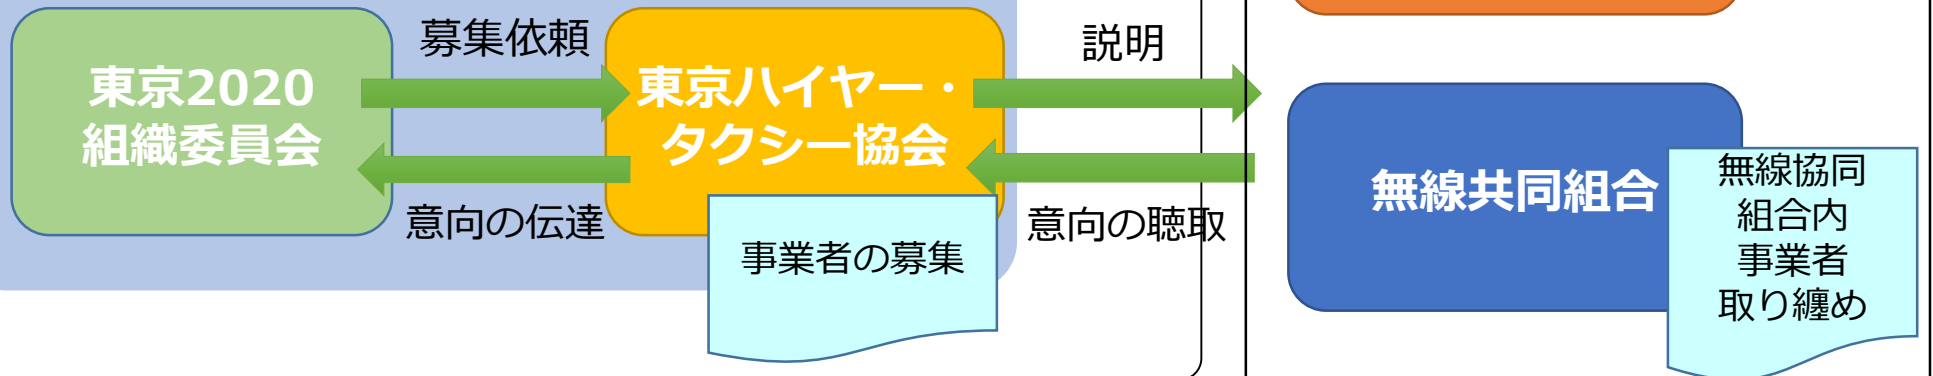 東京2020
組織委員会
募集依頼
意向の伝達
東京ハイヤー・
タクシー協会
事業者の募集
説明
意向の聴取
無線共同組合
無線協同
組合内
事業者
取り纏め